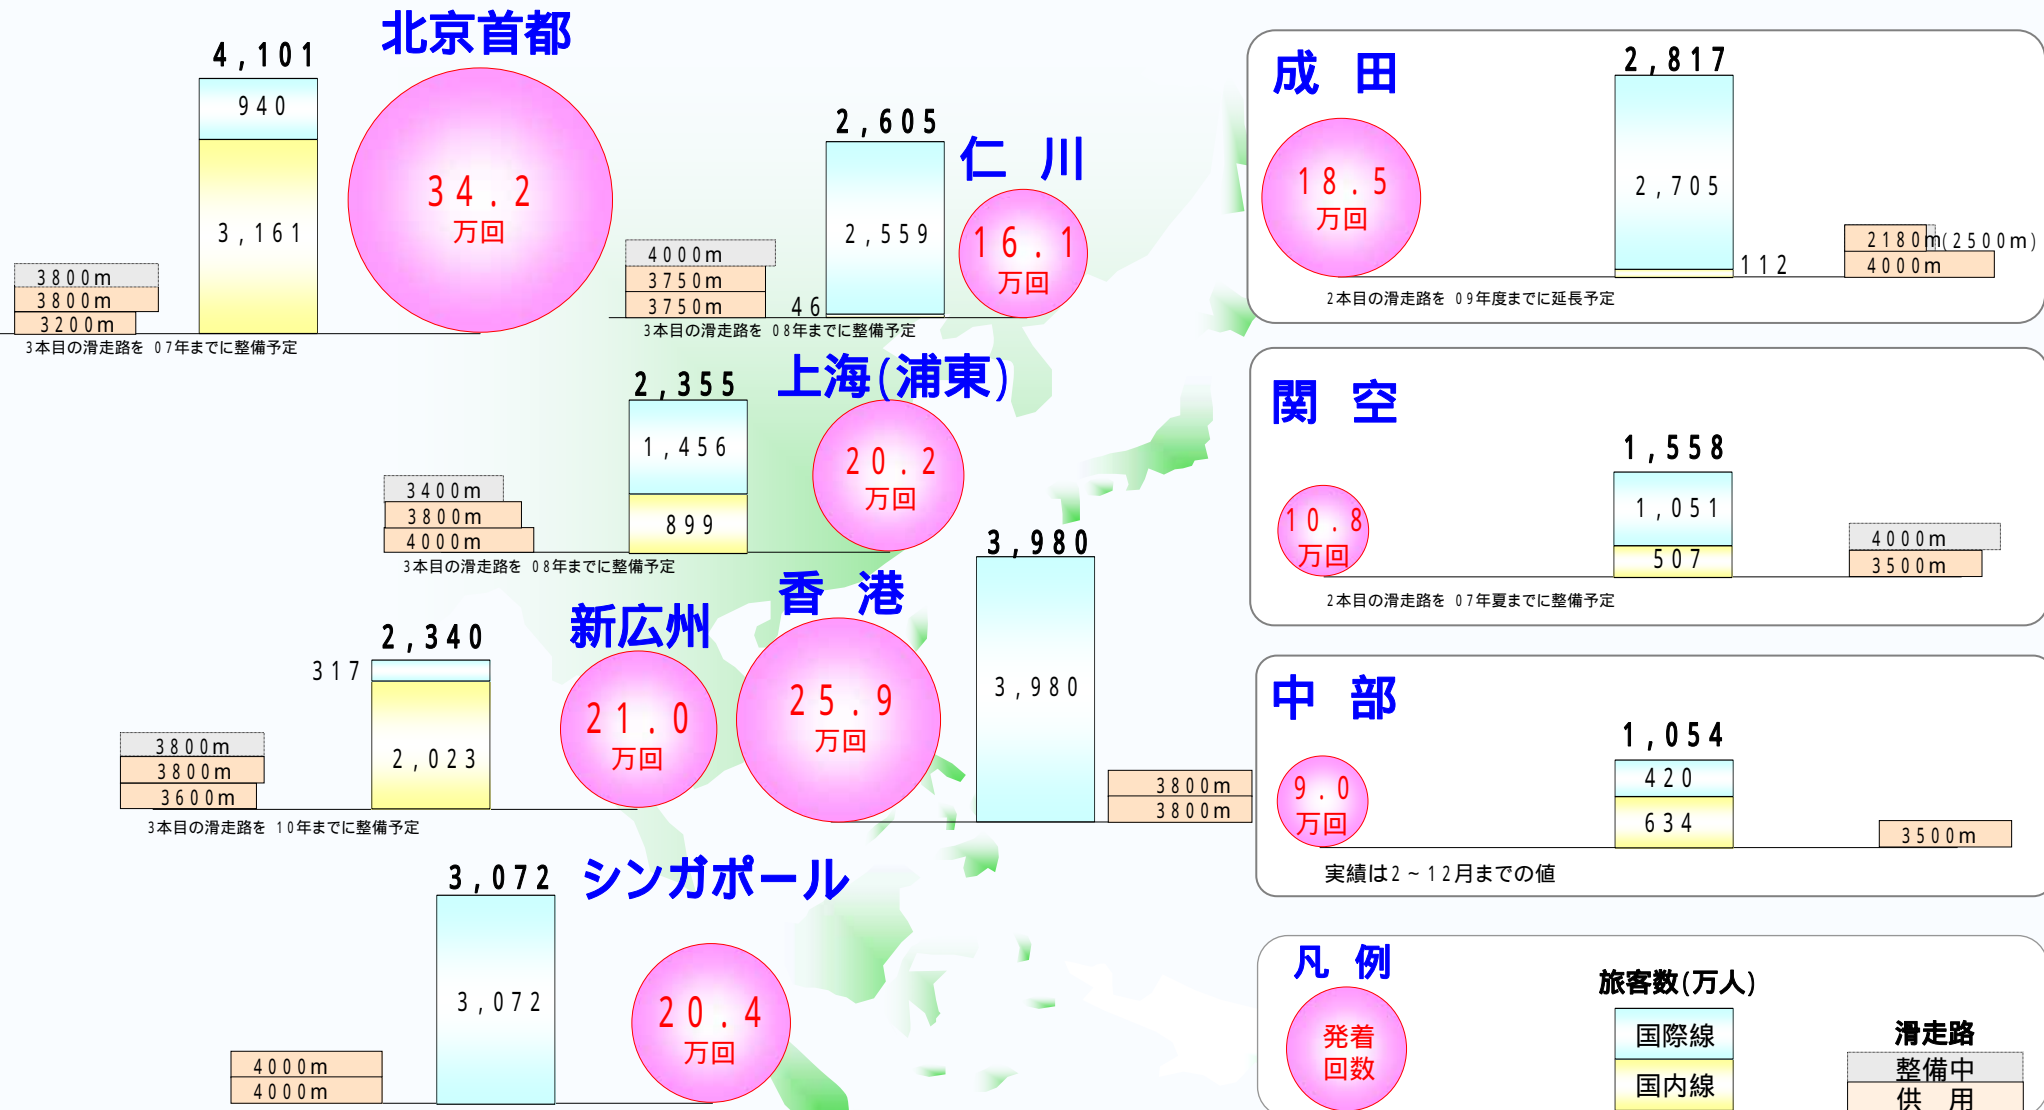 北京首都
4,101
940
3,161
34.2
万回
3800m
3800m
3200m
3本目の滑走路を 07年までに整備予定
2,605
仁 川
2,559
46
16.1
万回
4000m
3750m
3750m
3本目の滑走路を 08年までに整備予定
上海(浦東)
2,355
1,456
899
20.2
万回
3400m
3800m
4000m
3本目の滑走路を 08年までに整備予定
新広州
2,340
317
2,023
21.0
万回
3800m
3800m
3600m
3本目の滑走路を 10年までに整備予定
香 港
3,980
3,980
25.9
万回
3800m
3800m
シンガポール
3,072
3,072
20.4
万回
4000m
4000m
成 田
2,817
2,705
112
18.5
万回
2180m(2500m)
4000m
2本目の滑走路を 09年度までに延長予定
関 空
1,558
1,051
507
10.8
万回
4000m
3500m
2本目の滑走路を 07年夏までに整備予定
中 部
1,054
420
634
9.0
万回
3500m
実績は2~12月までの値
凡 例
発着
回数
旅客数(万人)
国際線
国内線
滑走路
整備中
供 用